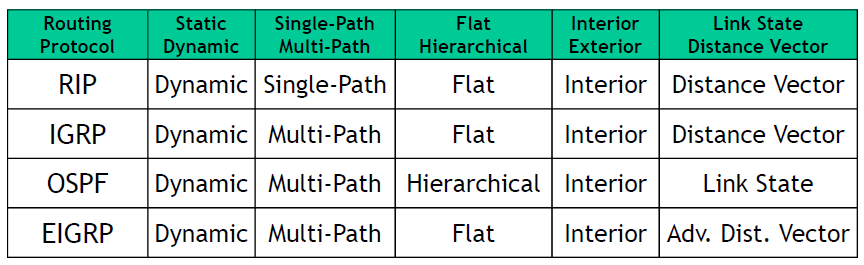 Routing Static Single-Path Flat Interior Link State
Protocol Dynamic Multi-Path Hierarchical Exterior Distance Vector
RIP Dynamic Single-Path Flat Interior Distance Vector
IGRP Dynamic Multi-Path Flat Interior Distance Vector
OSPF Dynamic Multi-Path Hierarchical Interior Link State
EIGRP Dynamic Multi-Path Flat Interior Adv. Dist. Vector